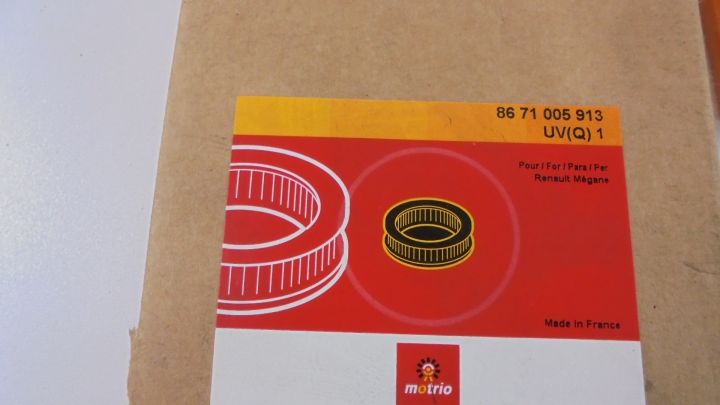 86 71 005 913
UV(Q) 1
Pour / For / Para / Per
Renault Mégane
Made in France
motrio